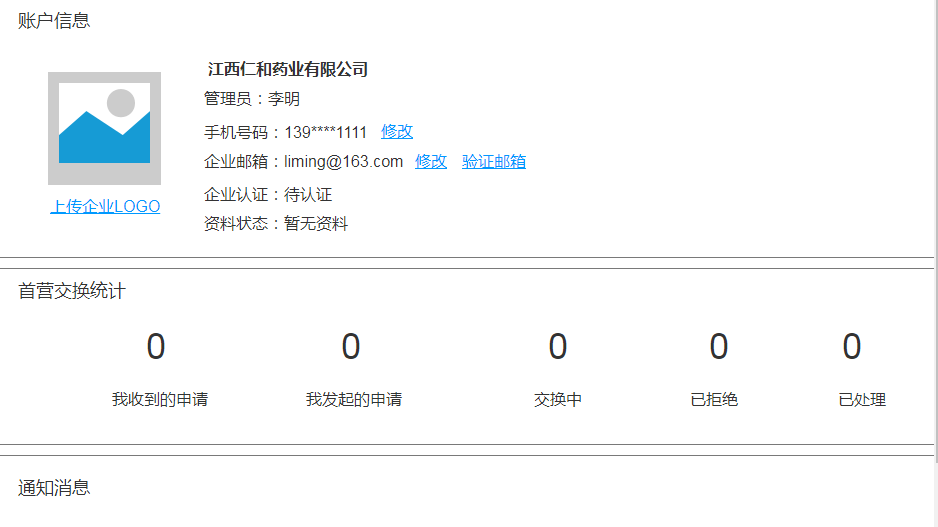 账户信息
江西仁和药业有限公司
管理员：李明
手机号码：139****1111 修改
企业邮箱：liming@163.com 修改 验证邮箱
上传企业LOGO
企业认证：待认证
资料状态：暂无资料
首营交换统计
0 0 0 0 0
我收到的申请 我发起的申请 交换中 已拒绝 已处理
通知消息